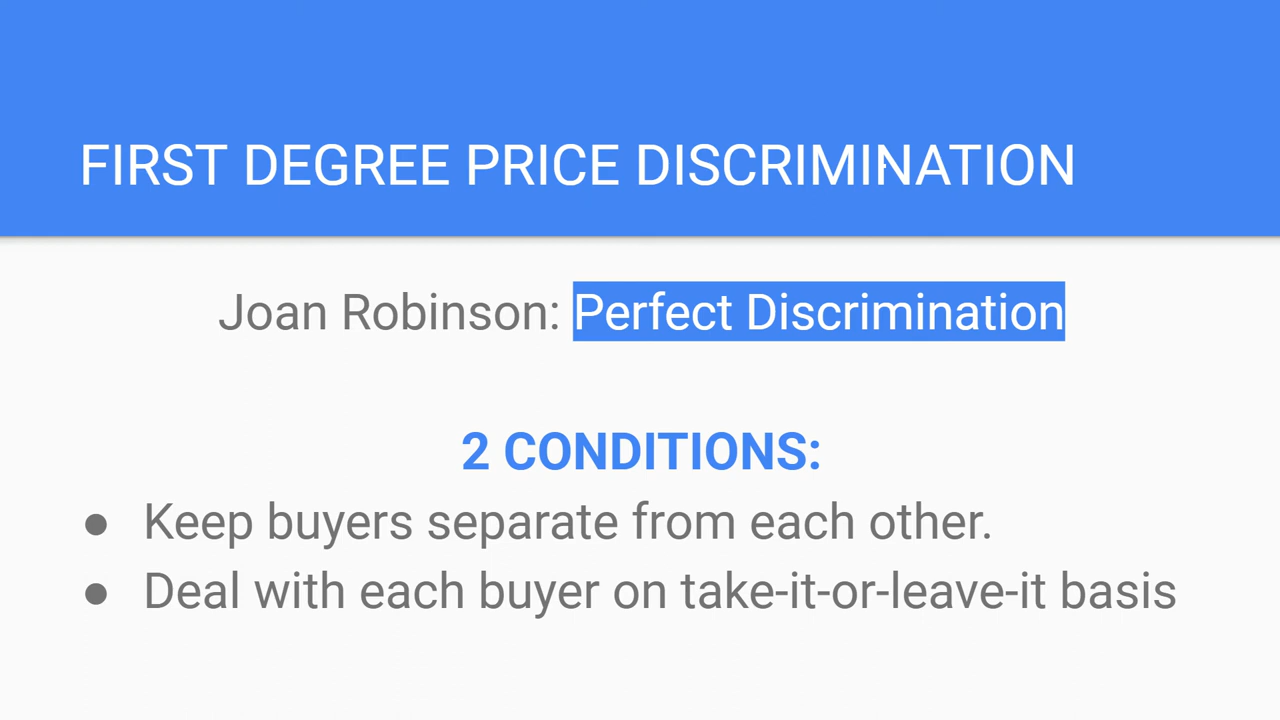 FIRST DEGREE PRICE DISCRIMINATION
Joan Robinson: Perfect Discrimination
2 CONDITIONS:
● Keep buyers separate from each other.
● Deal with each buyer on take-it-or-leave-it basis